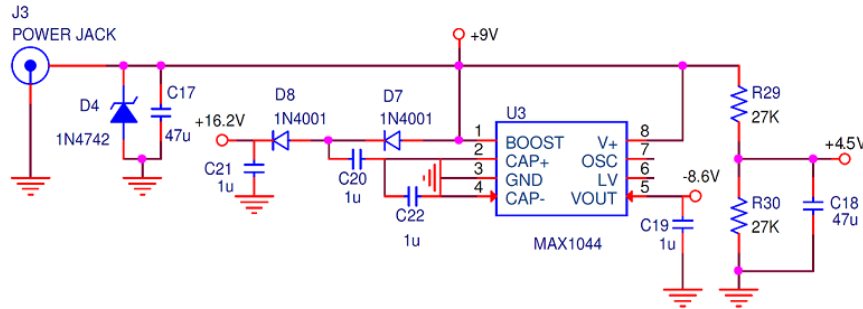 J3
POWER JACK
+9V
D4
1N4742
C17
47u
+16.2V
D8
1N4001
D7
1N4001
C21
1u
C20
1u
C22
1u
U3
1
2
3
4
BOOST
CAP+
GND
CAP-
V+
OSC
LV
VOUT
8
7
6
5
MAX1044
-8.6V
C19
1u
R29
27K
+4.5V
R30
27K
C18
47u